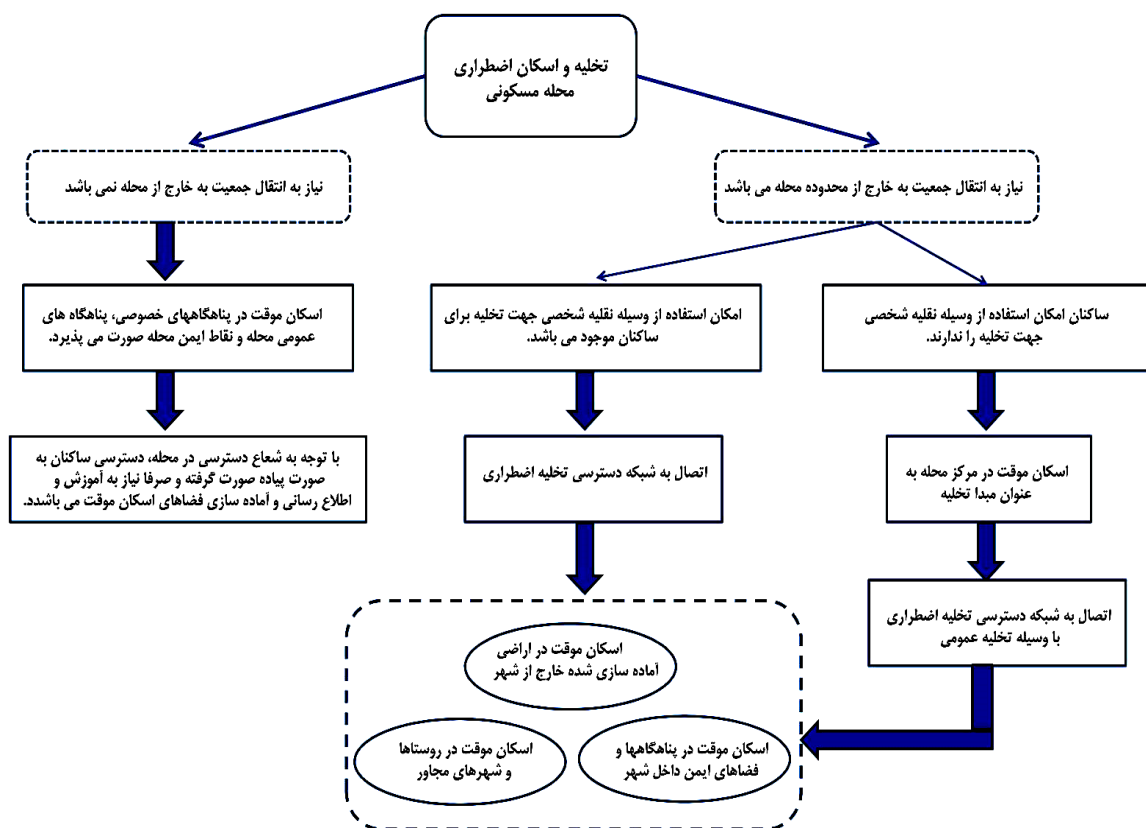 تخلیه و اسکان اضطراری
محله مسکونی
نیاز به انتقال جمعیت به خارج از محدوده محله می باشد
نیاز به انتقال جمعیت به خارج از محله نمی باشد
ساکنان امکان استفاده از وسیله نقلیه شخصی
جهت تخلیه را ندارند.
امکان استفاده از وسیله نقلیه شخصی جهت تخلیه برای
ساکنان موجود می باشد.
اسکان موقت در پناهگاههای خصوصی، پناهگاه های
عمومی محله و نقاط ایمن محله صورت می پذیرد.
اسکان موقت در مرکز محله به
عنوان مبدا تخلیه
اتصال به شبکه دسترسی تخلیه اضطراری
با توجه به شعاع دسترسی در محله، دسترسی ساکنان به
صورت پیاده صورت گرفته و صرفا نیاز به آموزش و
اطلاع رسانی و آماده سازی فضاهای اسکان موقت می باشدد.
اتصال به شبکه دسترسی تخلیه اضطراری
با وسیله تخلیه عمومی
اسکان موقت در اراضی
آماده سازی شده خارج از شهر
اسکان موقت در پناهگاهها و
فضاهای ایمن داخل شهر
اسکان موقت در روستاها
و شهرهای مجاور